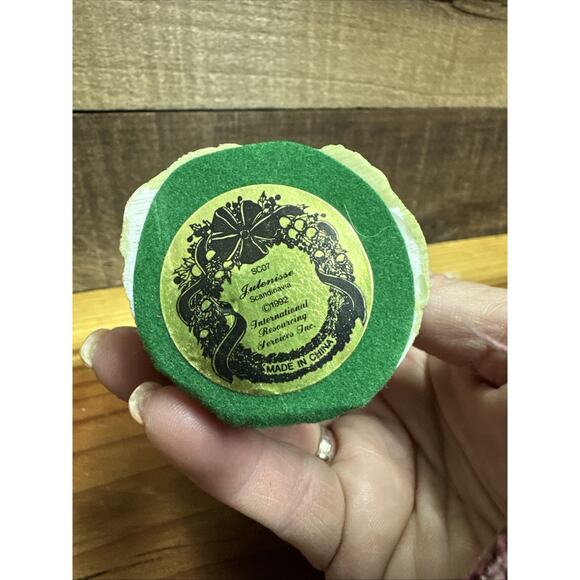 SC07
Julenisse
Scandinavia
©1992
International
Resourcing
Services Inc.
MADE IN CHINA